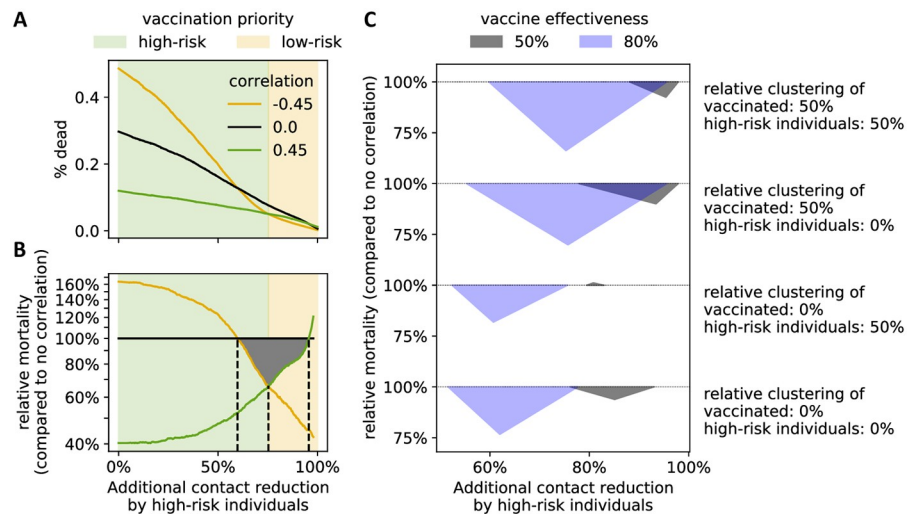 A
vaccination priority
high-risk
low-risk
correlation
-0.45
0.0
0.45
% dead
0.4
0.2
0.0
B
relative mortality
(compared to no correlation)
160%
140%
120%
100%
80%
60%
40%
0%
50%
100%
Additional contact reduction
by high-risk individuals
C
vaccine effectiveness
50%
80%
relative mortality (compared to no correlation)
100%
75%
relative clustering of
vaccinated: 50%
high-risk individuals: 50%
100%
75%
relative clustering of
vaccinated: 50%
high-risk individuals: 0%
100%
75%
relative clustering of
vaccinated: 0%
high-risk individuals: 50%
100%
75%
relative clustering of
vaccinated: 0%
high-risk individuals: 0%
60%
80%
100%
Additional contact reduction
by high-risk individuals